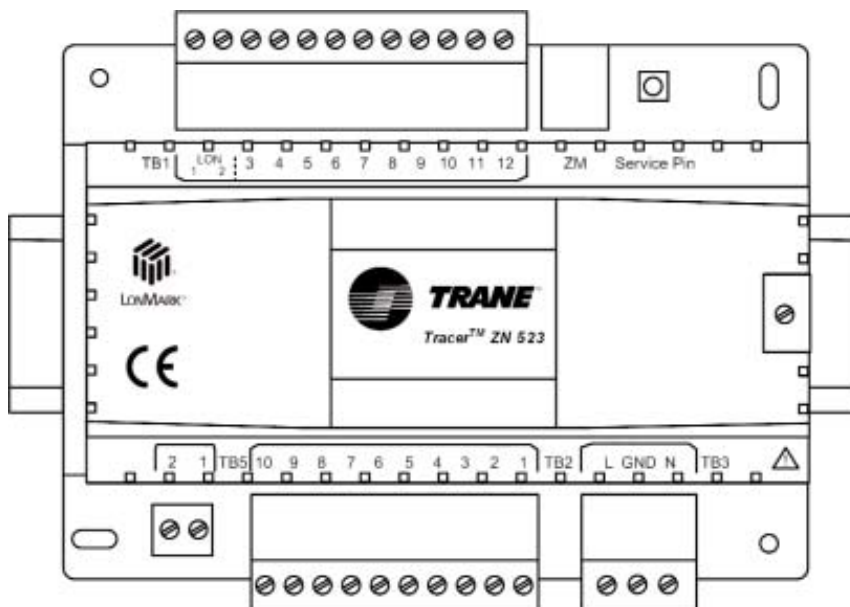 TB1 1 LON 2 3 4 5 6 7 8 9 10 11 12 ZM Service Pin
LONMARK
TRANE
Tracer™ ZN 523
CE
2 1 TB5 10 9 8 7 6 5 4 3 2 1 TB2 L GND N TB3